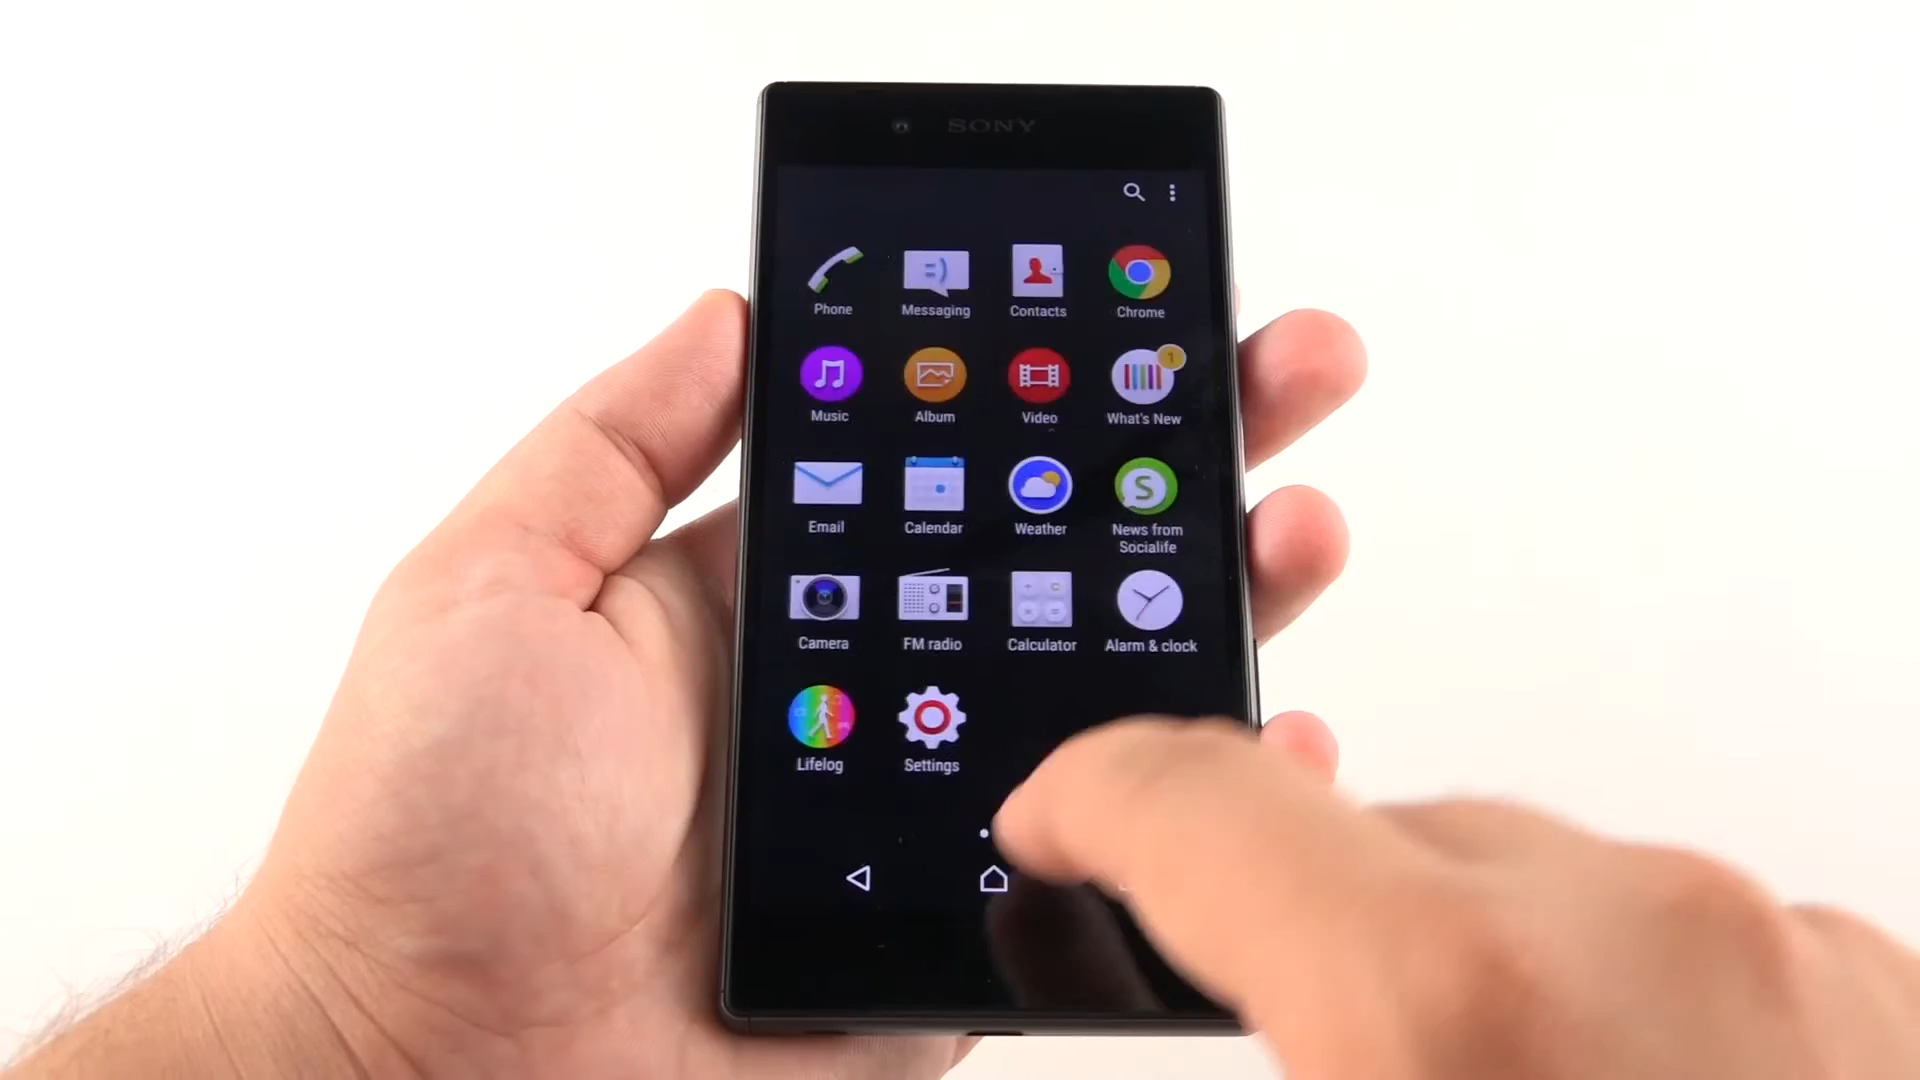 SONY
Phone
Messaging
Contacts
Chrome
Music
Album
Video
1
What's New
Email
Calendar
Weather
S
News from
Socialife
Camera
FM radio
Calculator
Alarm & clock
Lifelog
Settings